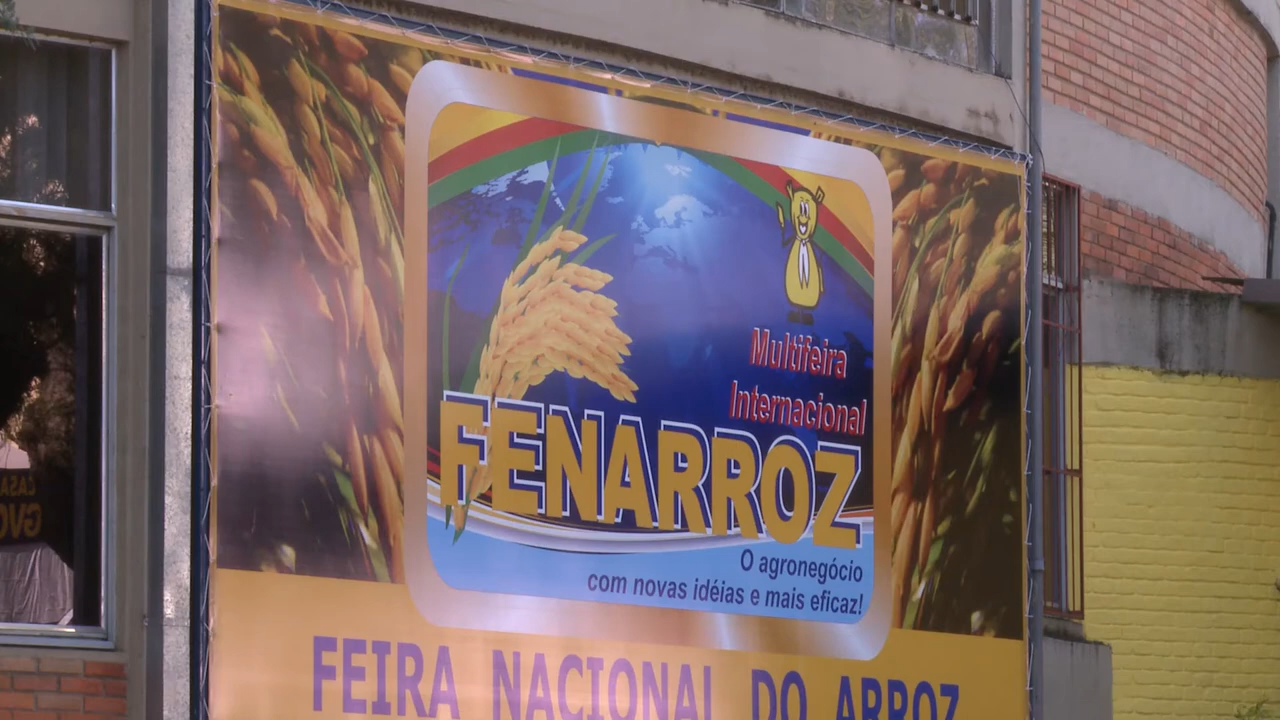 Multifeira
Internacional
FENARROZ
O agronegócio
com novas idéias e mais eficaz!
FEIRA NACIONAL DO ARROZ